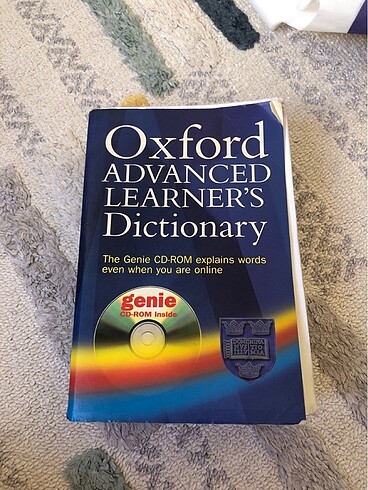 Oxford
ADVANCED
LEARNER'S
Dictionary
The Genie CD-ROM explains words
even when you are online
genie
CD-ROM Inside